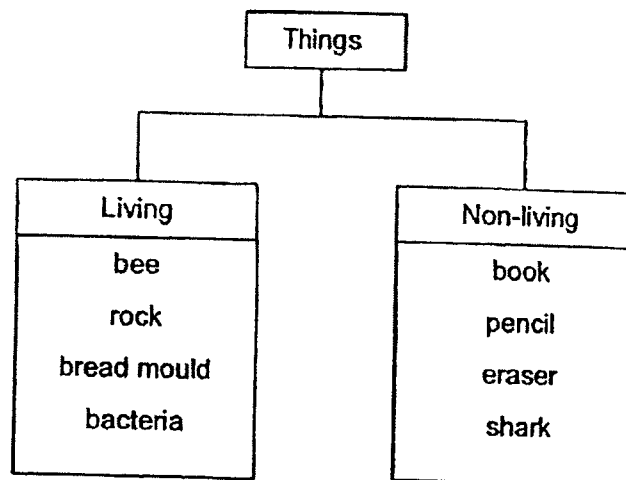 Things
Living
bee
rock
bread mould
bacteria
Non-living
book
pencil
eraser
shark